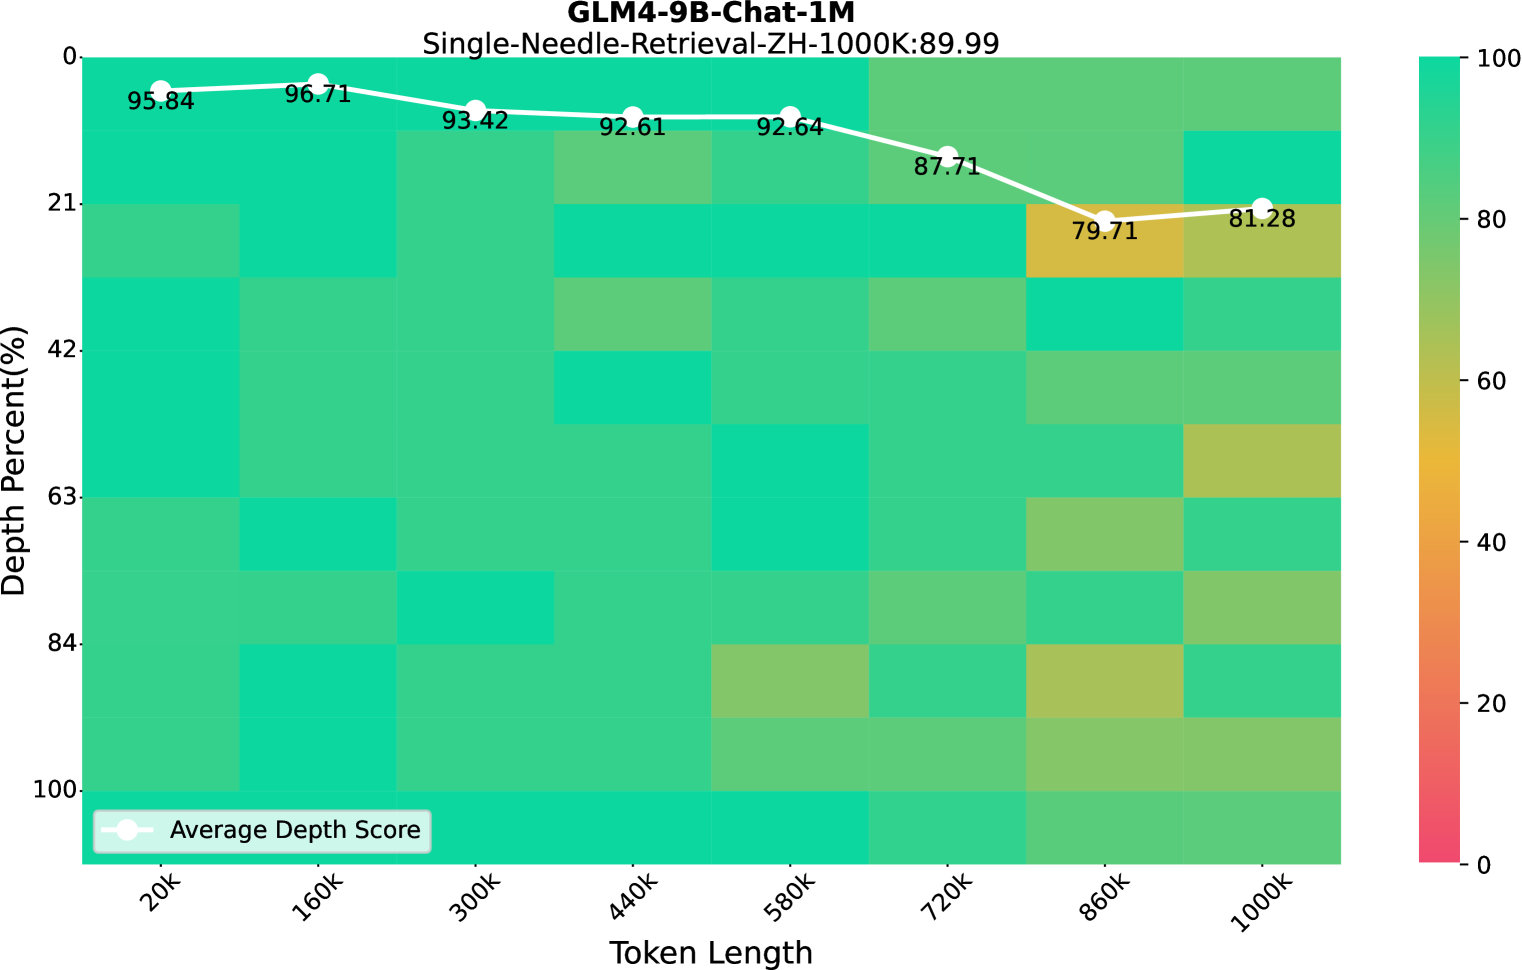 GLM4-9B-Chat-1M
Single-Needle-Retrieval-ZH-1000K:89.99
0
21
42
63
84
100
Depth Percent(%)
95.84
96.71
93.42
92.61
92.64
87.71
79.71
81.28
Average Depth Score
20k
160k
300k
440k
580k
720k
860k
1000k
Token Length
100
80
60
40
20
0